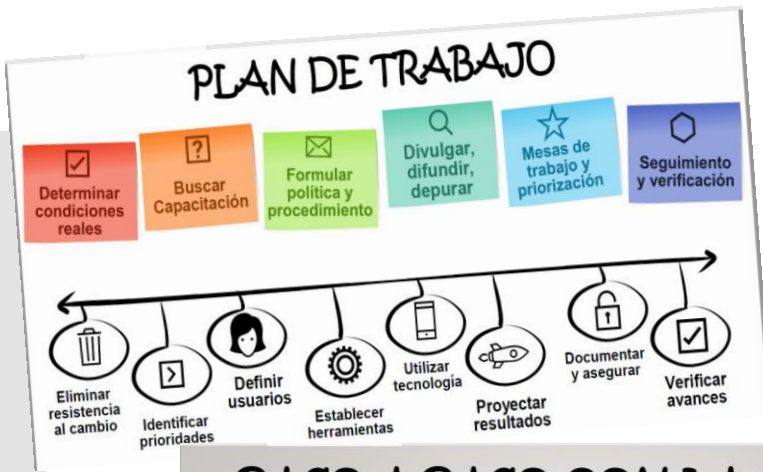 PLAN DE TRABAJO
Determinar
condiciones
reales
Buscar
Capacitación
Formular
política y
procedimiento
Divulgar,
difundir,
depurar
Mesas de
trabajo y
priorización
Seguimiento
y verificación
Eliminar
resistencia
al cambio
Identificar
prioridades
Definir
usuarios
Establecer
herramientas
Utilizar
tecnología
Proyectar
resultados
Documentar
y asegurar
Verificar
avances